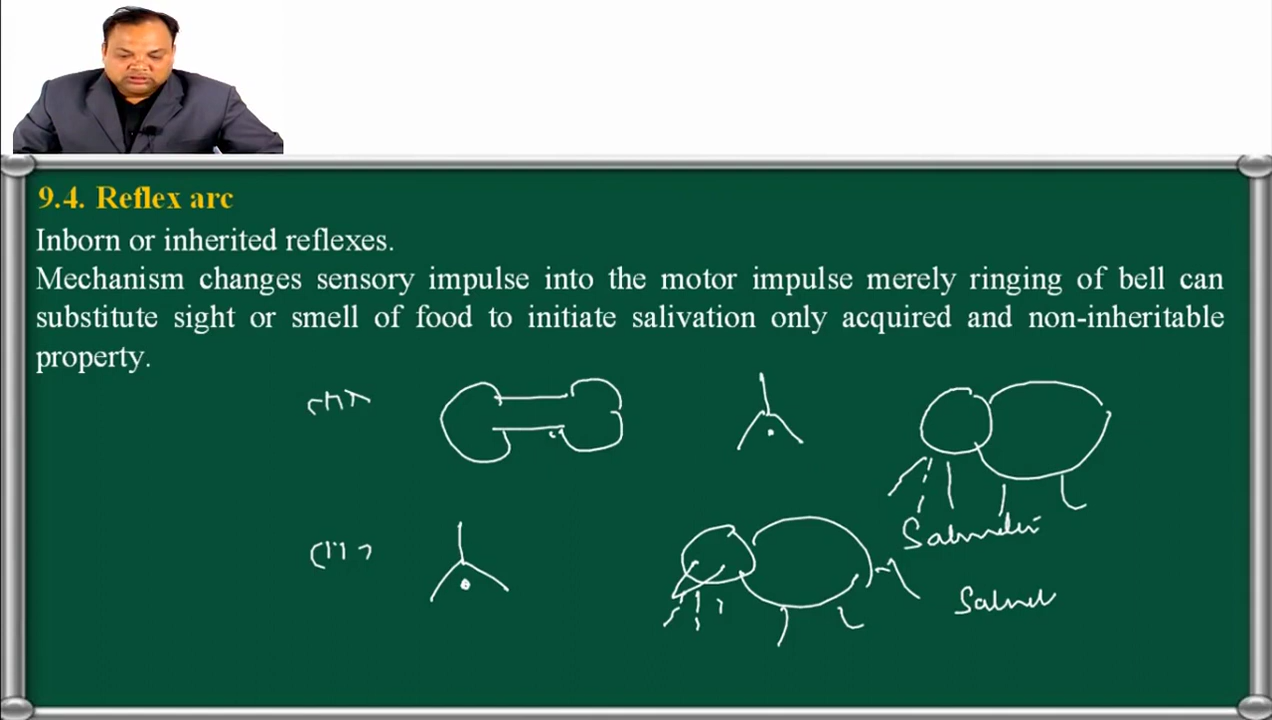 9.4. Reflex arc
Inborn or inherited reflexes.
Mechanism changes sensory impulse into the motor impulse merely ringing of bell can
substitute sight or smell of food to initiate salivation only acquired and non-inheritable
property.